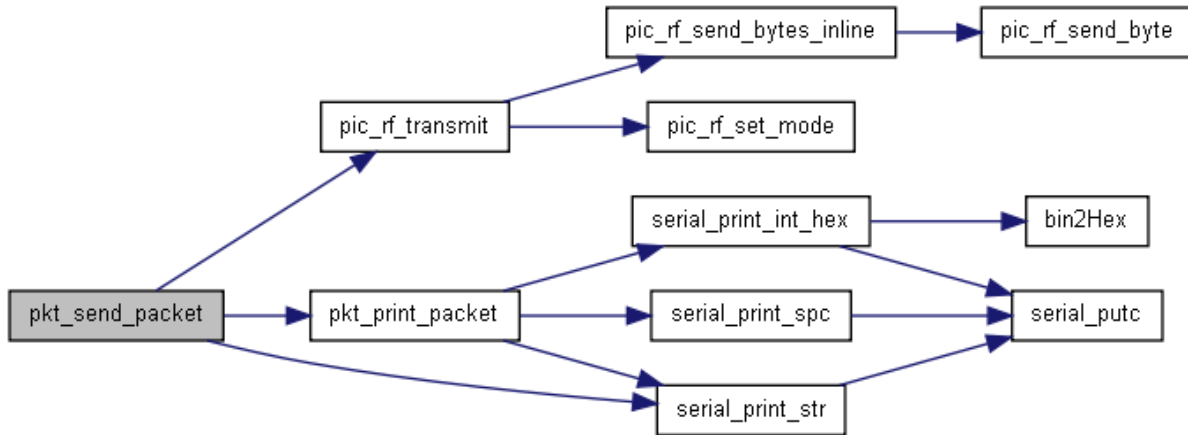 pic_rf_send_bytes_inline
pic_rf_send_byte
pic_rf_transmit
pic_rf_set_mode
serial_print_int_hex
bin2Hex
pkt_send_packet
pkt_print_packet
serial_print_spc
serial_putc
serial_print_str